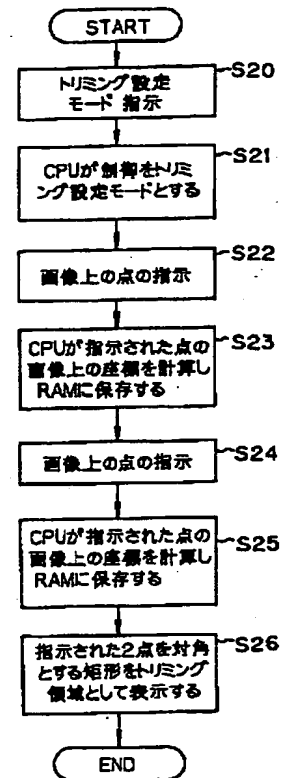 START
S20
トリミング設定
モード 指示
S21
CPUが制御をトリミ
ング設定モードとする
S22
画像上の点の指示
S23
CPUが指示された点の
画像上の座標を計算し
RAMに保存する
S24
画像上の点の指示
S25
CPUが指示された点の
画像上の座標を計算し
RAMに保存する
S26
指示された2点を対角
とする矩形をトリミング
領域として表示する
END